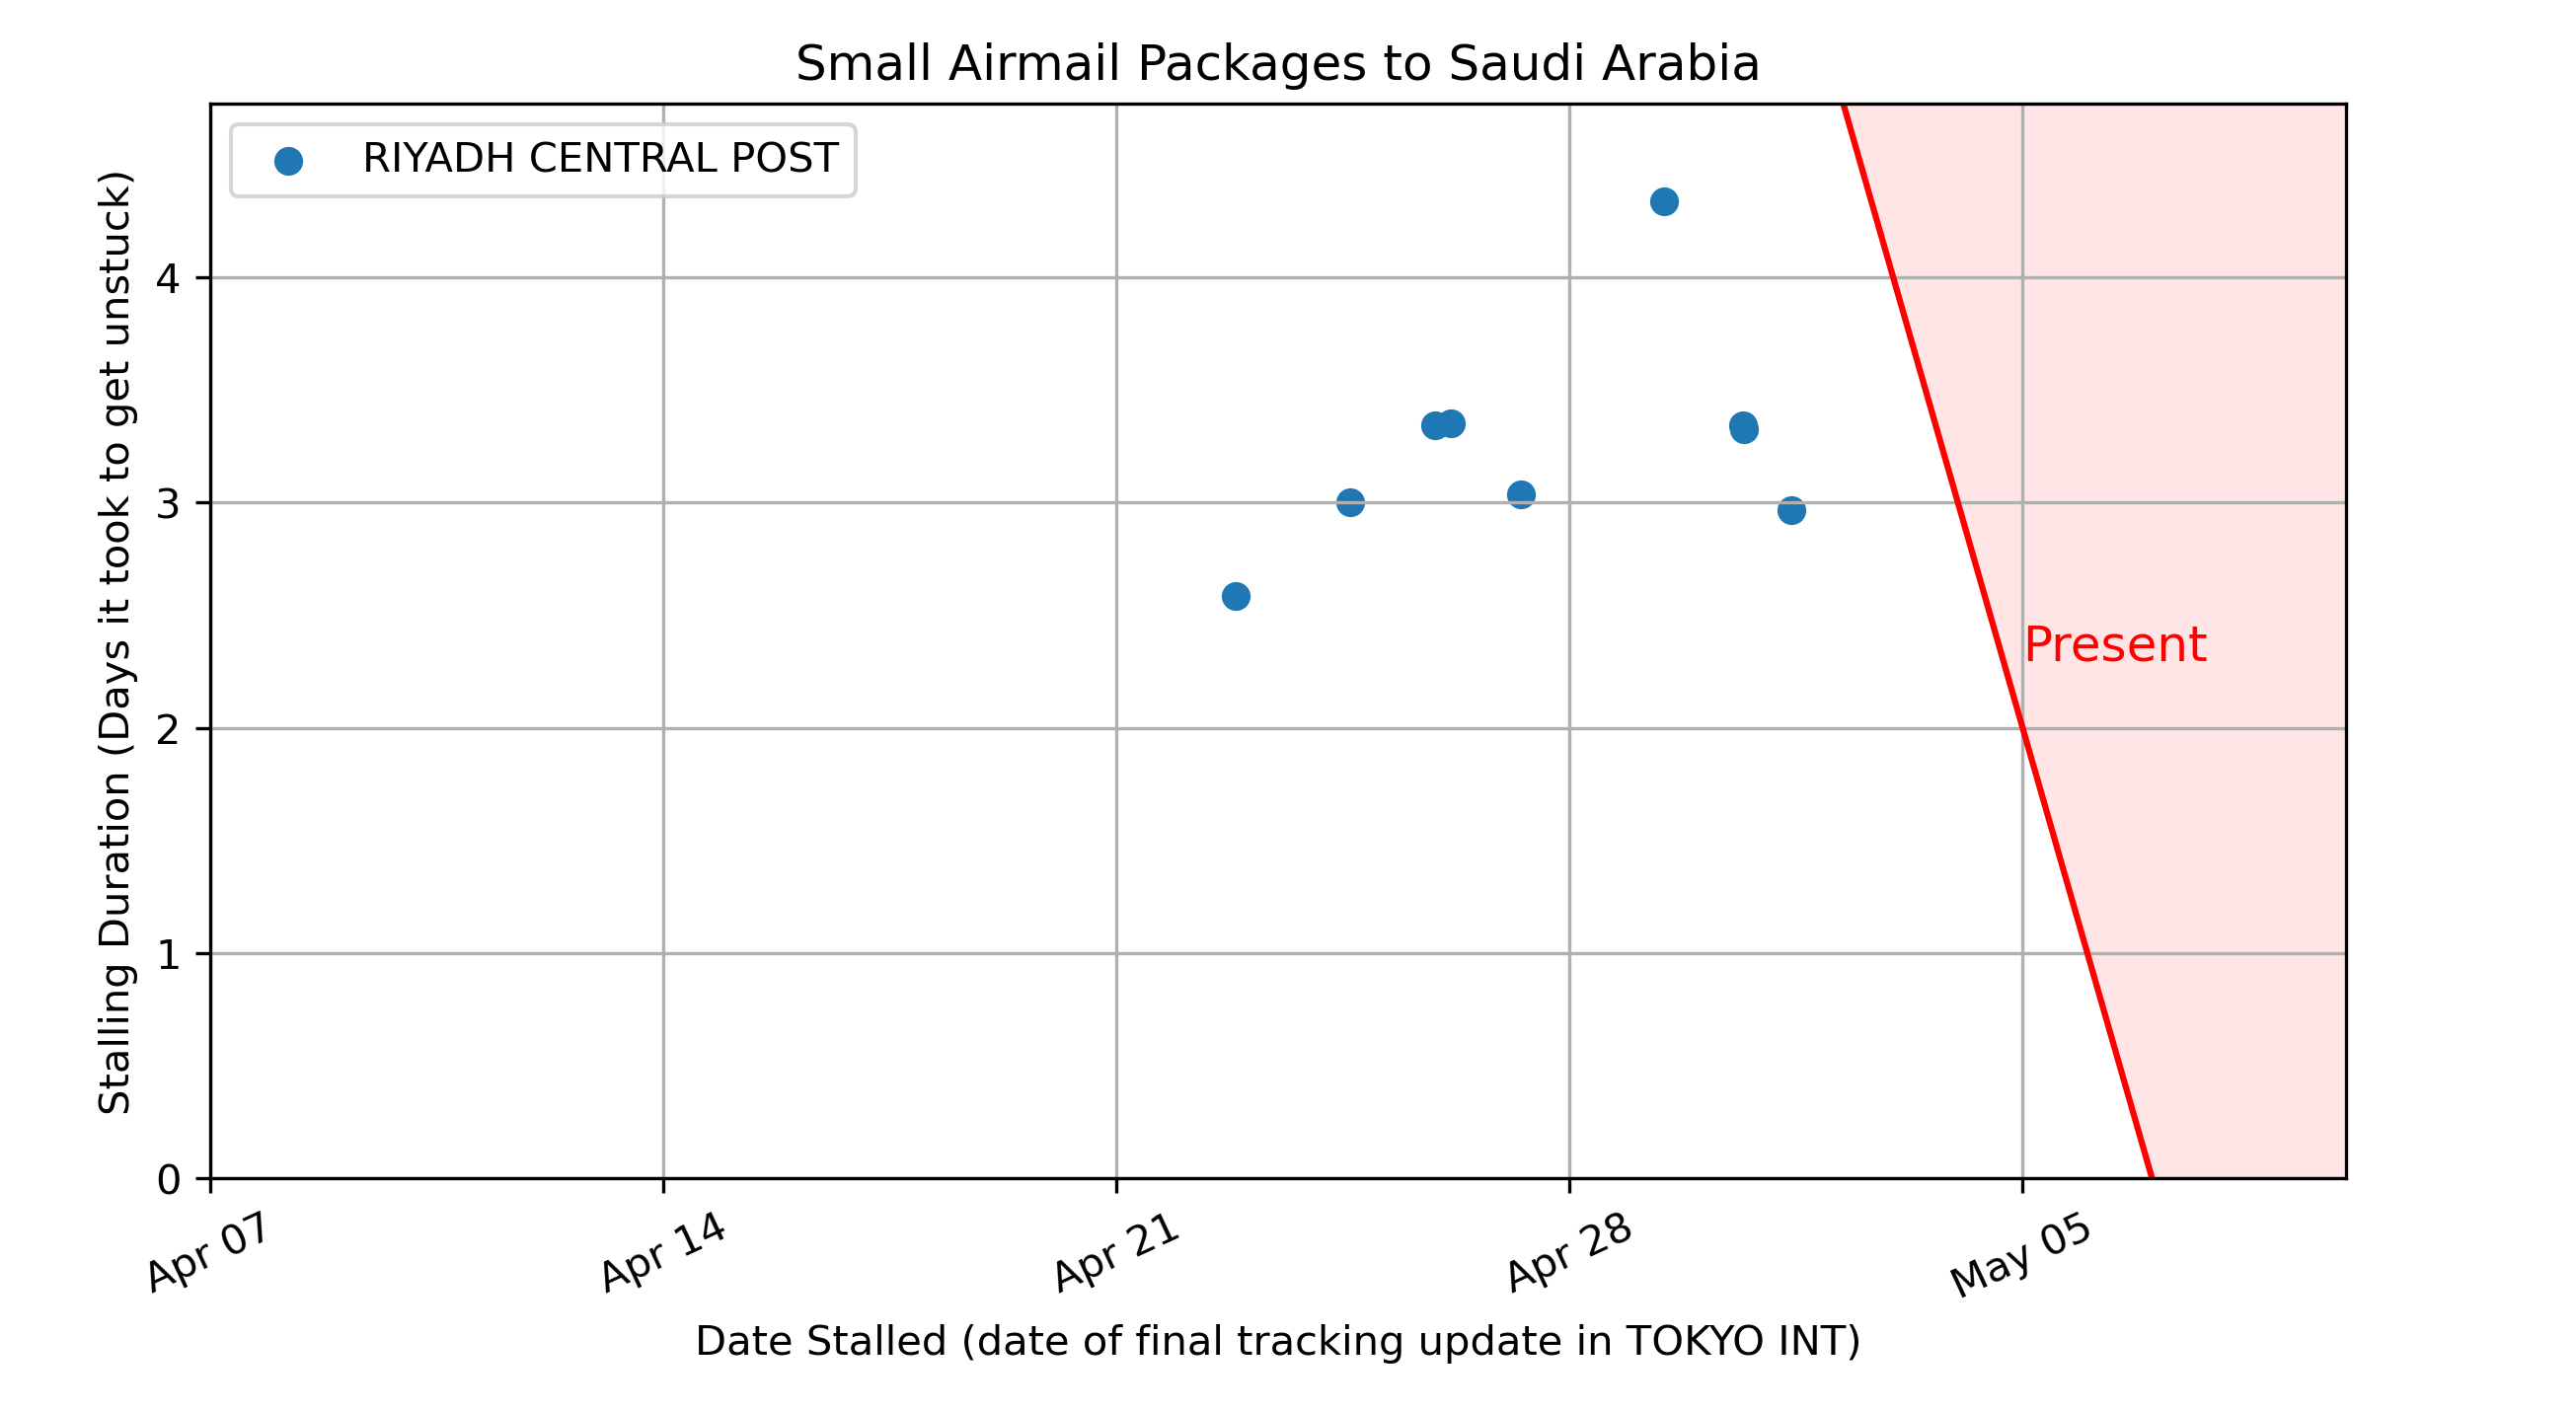 Small Airmail Packages to Saudi Arabia
RIYADH CENTRAL POST
Stalling Duration (Days it took to get unstuck)
4
3
2
1
0
Present
Apr 07
Apr 14
Apr 21
Apr 28
May 05
Date Stalled (date of final tracking update in TOKYO INT)